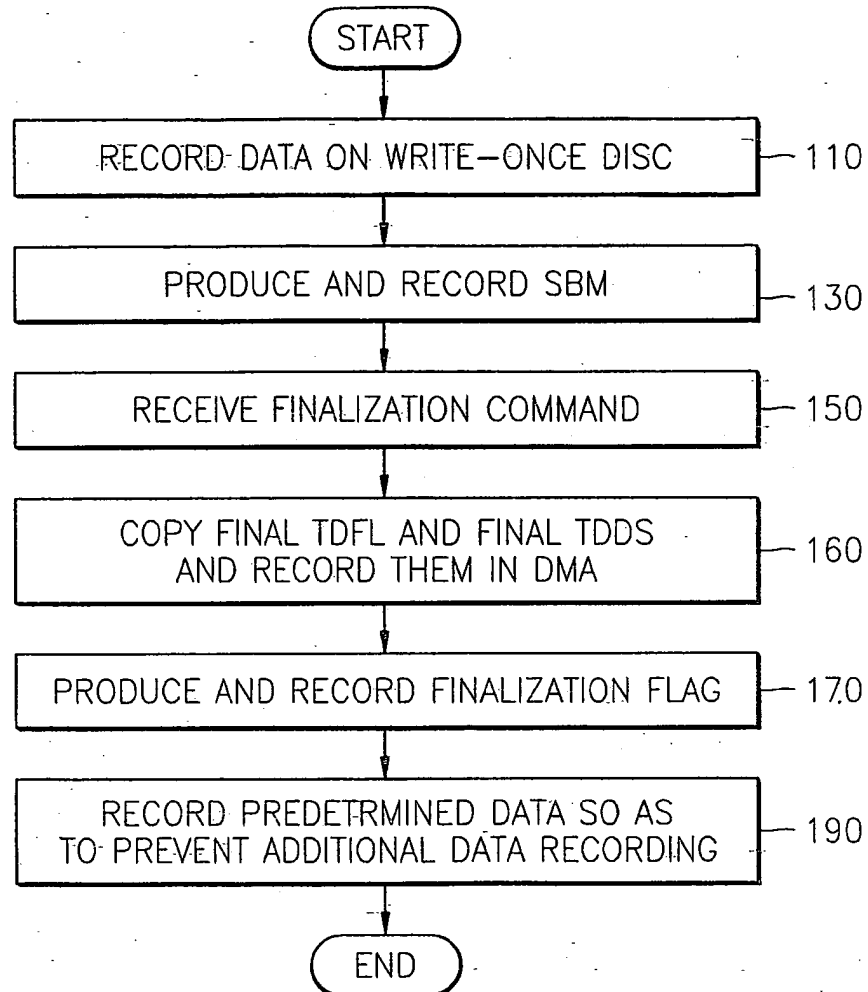 START
RECORD DATA ON WRITE-ONCE DISC
110
PRODUCE AND RECORD SBM
130
RECEIVE FINALIZATION COMMAND
150
COPY FINAL TDFL AND FINAL TDDS
AND RECORD THEM IN DMA
160
PRODUCE AND RECORD FINALIZATION FLAG
170
RECORD PREDETRMINED DATA SO AS
TO PREVENT ADDITIONAL DATA RECORDING
190
END